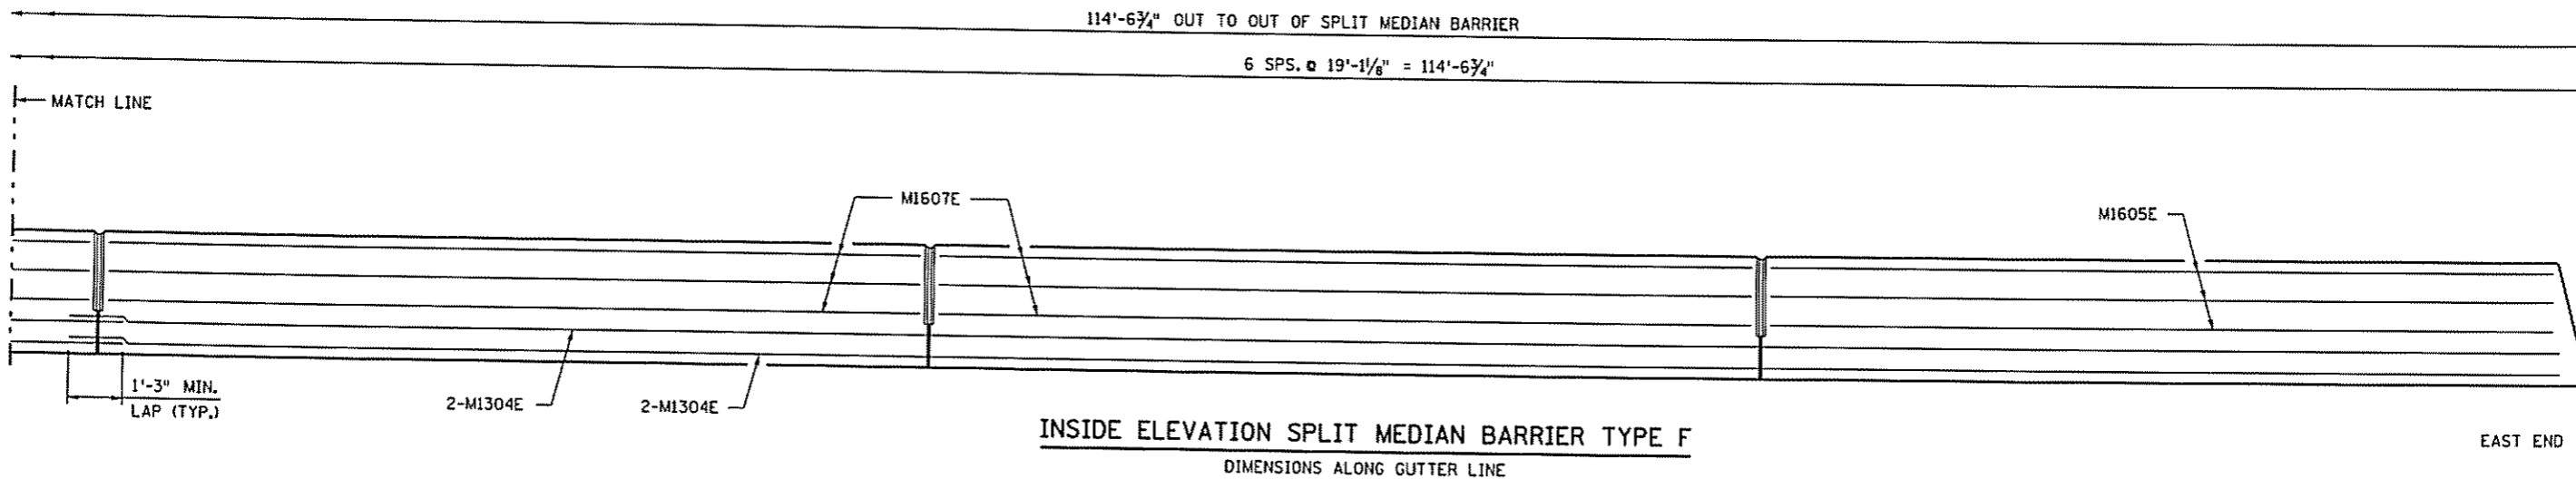 114'-6¾" OUT TO OUT OF SPLIT MEDIAN BARRIER
6 SPS. @ 19'-1⅛" = 114'-6¾"
MATCH LINE
M1607E
M1605E
1'-3" MIN.
LAP (TYP.)
2-M1304E
2-M1304E
INSIDE ELEVATION SPLIT MEDIAN BARRIER TYPE F
DIMENSIONS ALONG GUTTER LINE
EAST END